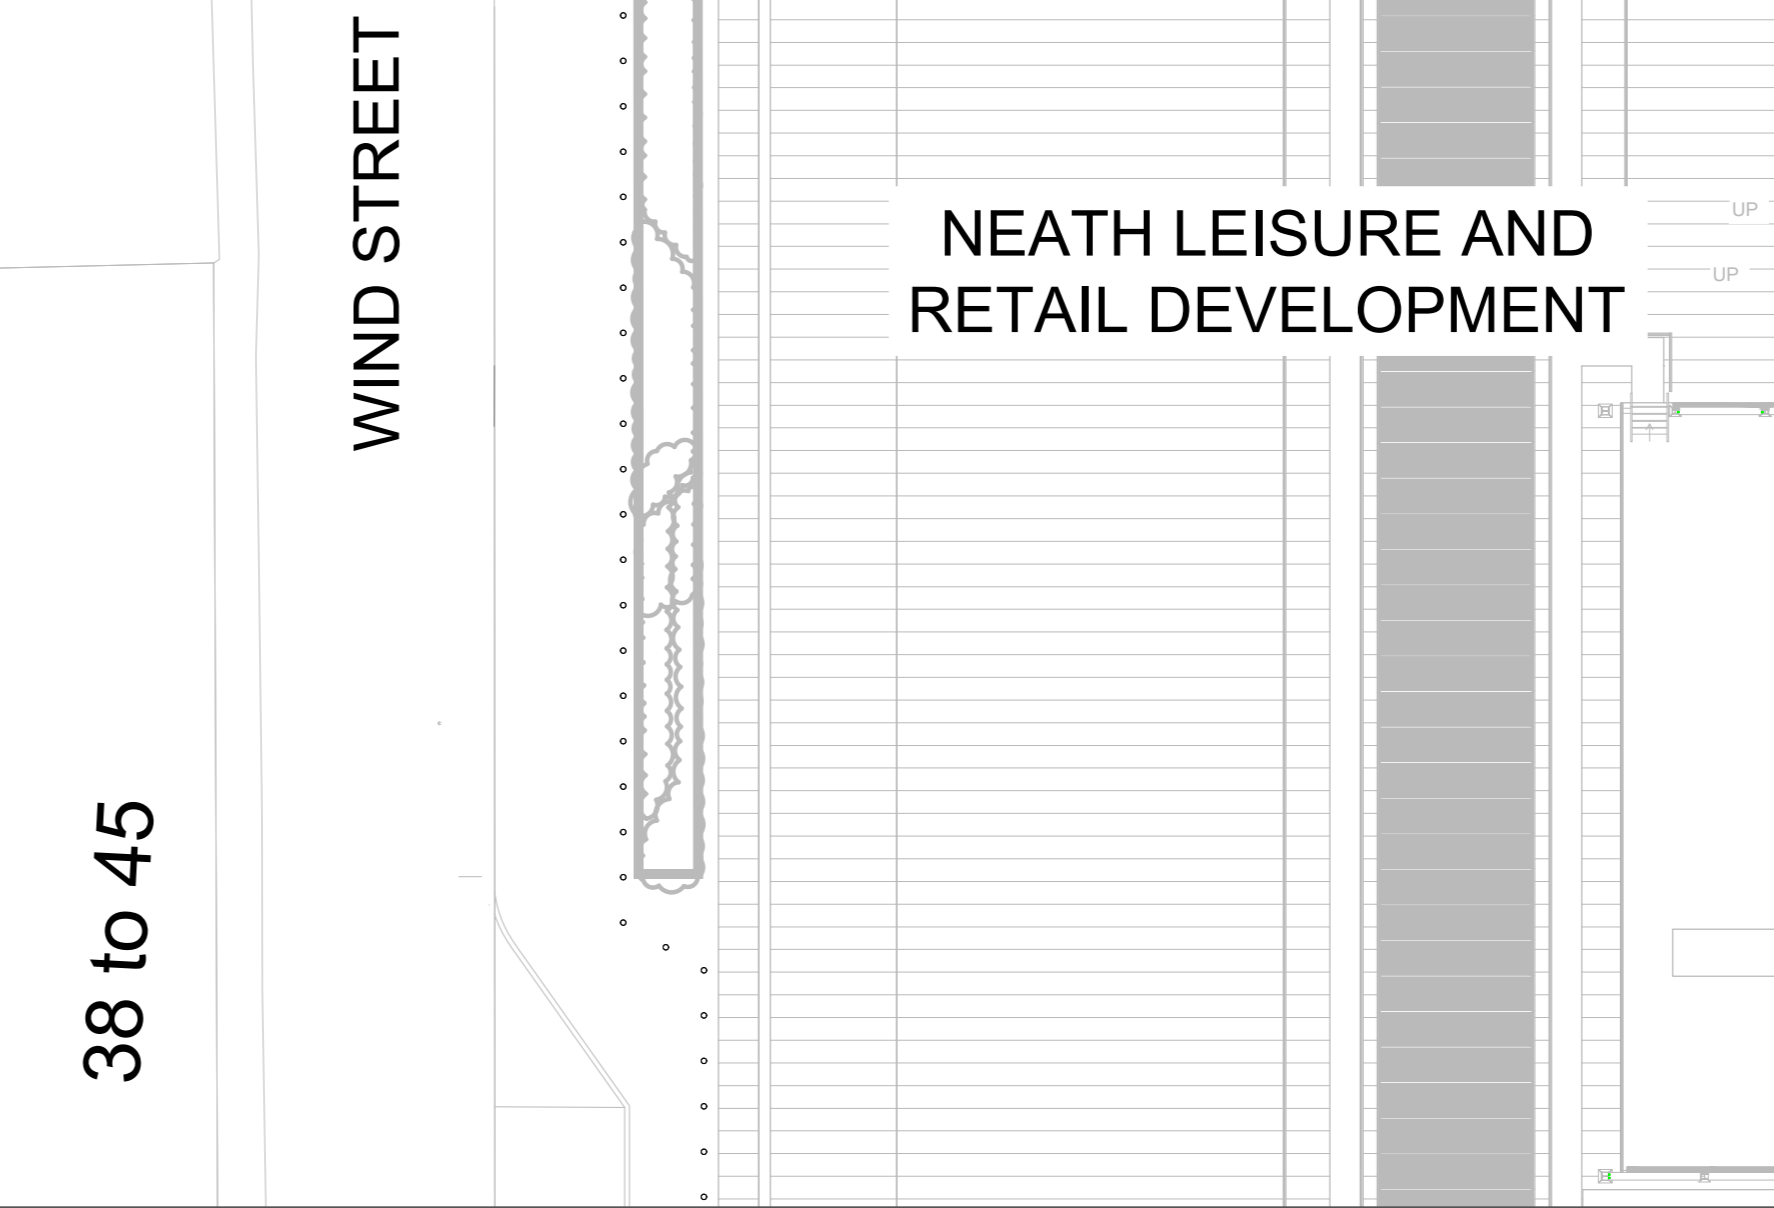 WIND STREET
NEATH LEISURE AND
RETAIL DEVELOPMENT
UP
UP
38 to 45